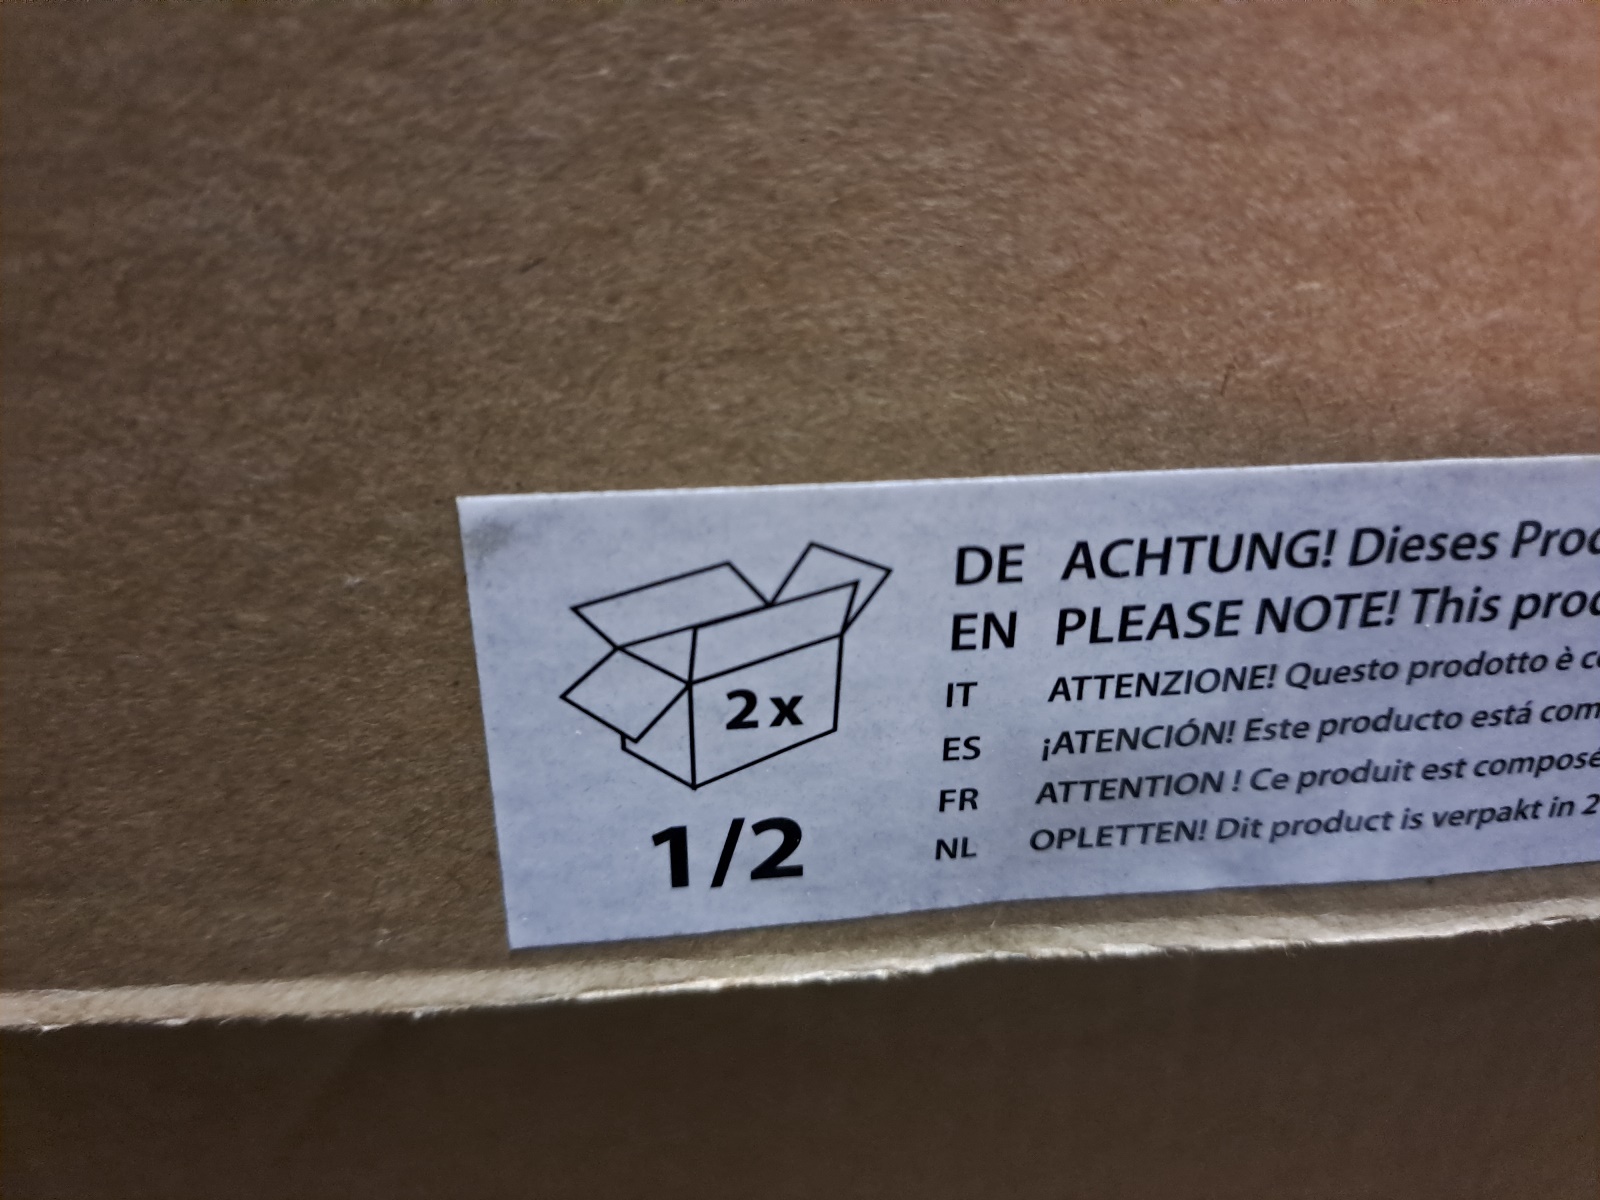 2x
1/2
DE ACHTUNG! Dieses
EN PLEASE NOTE! This
IT ATTENZIONE! Questo prodotto è
ES ¡ATENCIÓN! Este producto está
FR ATTENTION ! Ce produit est composé
NL OPLETTEN! Dit product is verpakt in 2